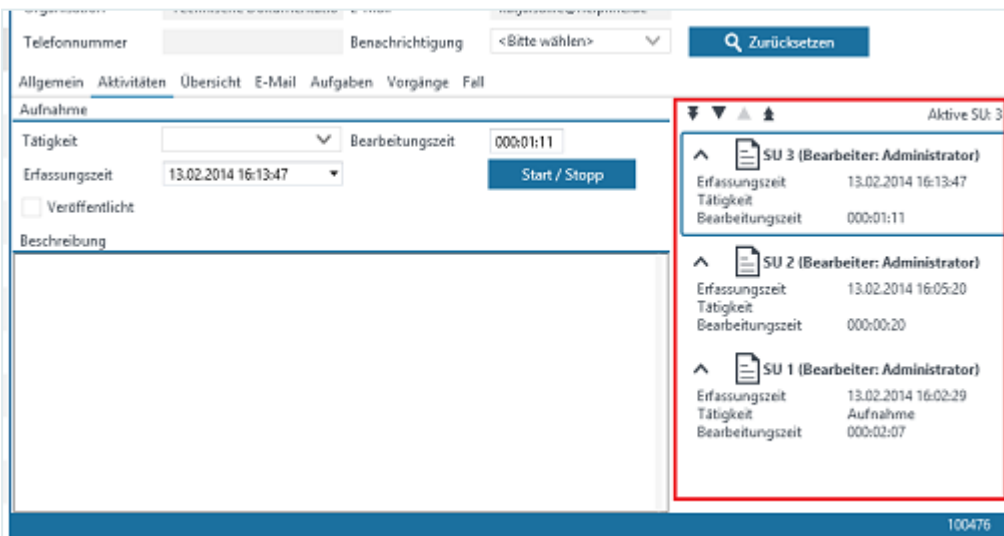 Telefonnummer Benachrichtigung <Bitte wählen> Zurücksetzen
Allgemein Aktivitäten Übersicht E-Mail Aufgaben Vorgänge Fall
Aufnahme
Tätigkeit Bearbeitungszeit 000:01:11
Erfassungszeit 13.02.2014 16:13:47 Start / Stopp
Veröffentlicht
Beschreibung
Aktive SU: 3
SU 3 (Bearbeiter: Administrator)
Erfassungszeit 13.02.2014 16:13:47
Tätigkeit
Bearbeitungszeit 000:01:11
SU 2 (Bearbeiter: Administrator)
Erfassungszeit 13.02.2014 16:05:20
Tätigkeit
Bearbeitungszeit 000:00:20
SU 1 (Bearbeiter: Administrator)
Erfassungszeit 13.02.2014 16:02:29
Tätigkeit Aufnahme
Bearbeitungszeit 000:02:07
100476